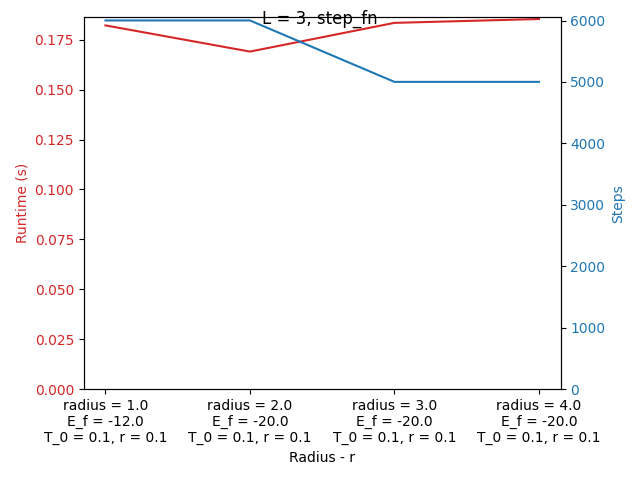 L = 3, step_fn
Runtime (s)
0.175
0.150
0.125
0.100
0.075
0.050
0.025
0.000
6000
5000
4000
3000
2000
1000
0
Steps
radius = 1.0
E_f = -12.0
T_0 = 0.1, r = 0.1
radius = 2.0
E_f = -20.0
T_0 = 0.1, r = 0.1
radius = 3.0
E_f = -20.0
T_0 = 0.1, r = 0.1
radius = 4.0
E_f = -20.0
T_0 = 0.1, r = 0.1
Radius - r